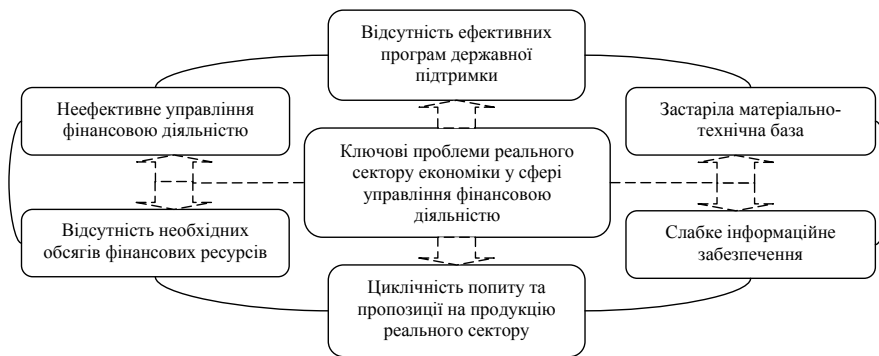 Відсутність ефективних
програм державної
підтримки
Неефективне управління
фінансовою діяльністю
Застаріла матеріально-
технічна база
Ключові проблеми реального
сектору економіки у сфері
управління фінансовою
діяльністю
Відсутність необхідних
обсягів фінансових ресурсів
Слабке інформаційне
забезпечення
Циклічність попиту та
пропозиції на продукцію
реального сектору